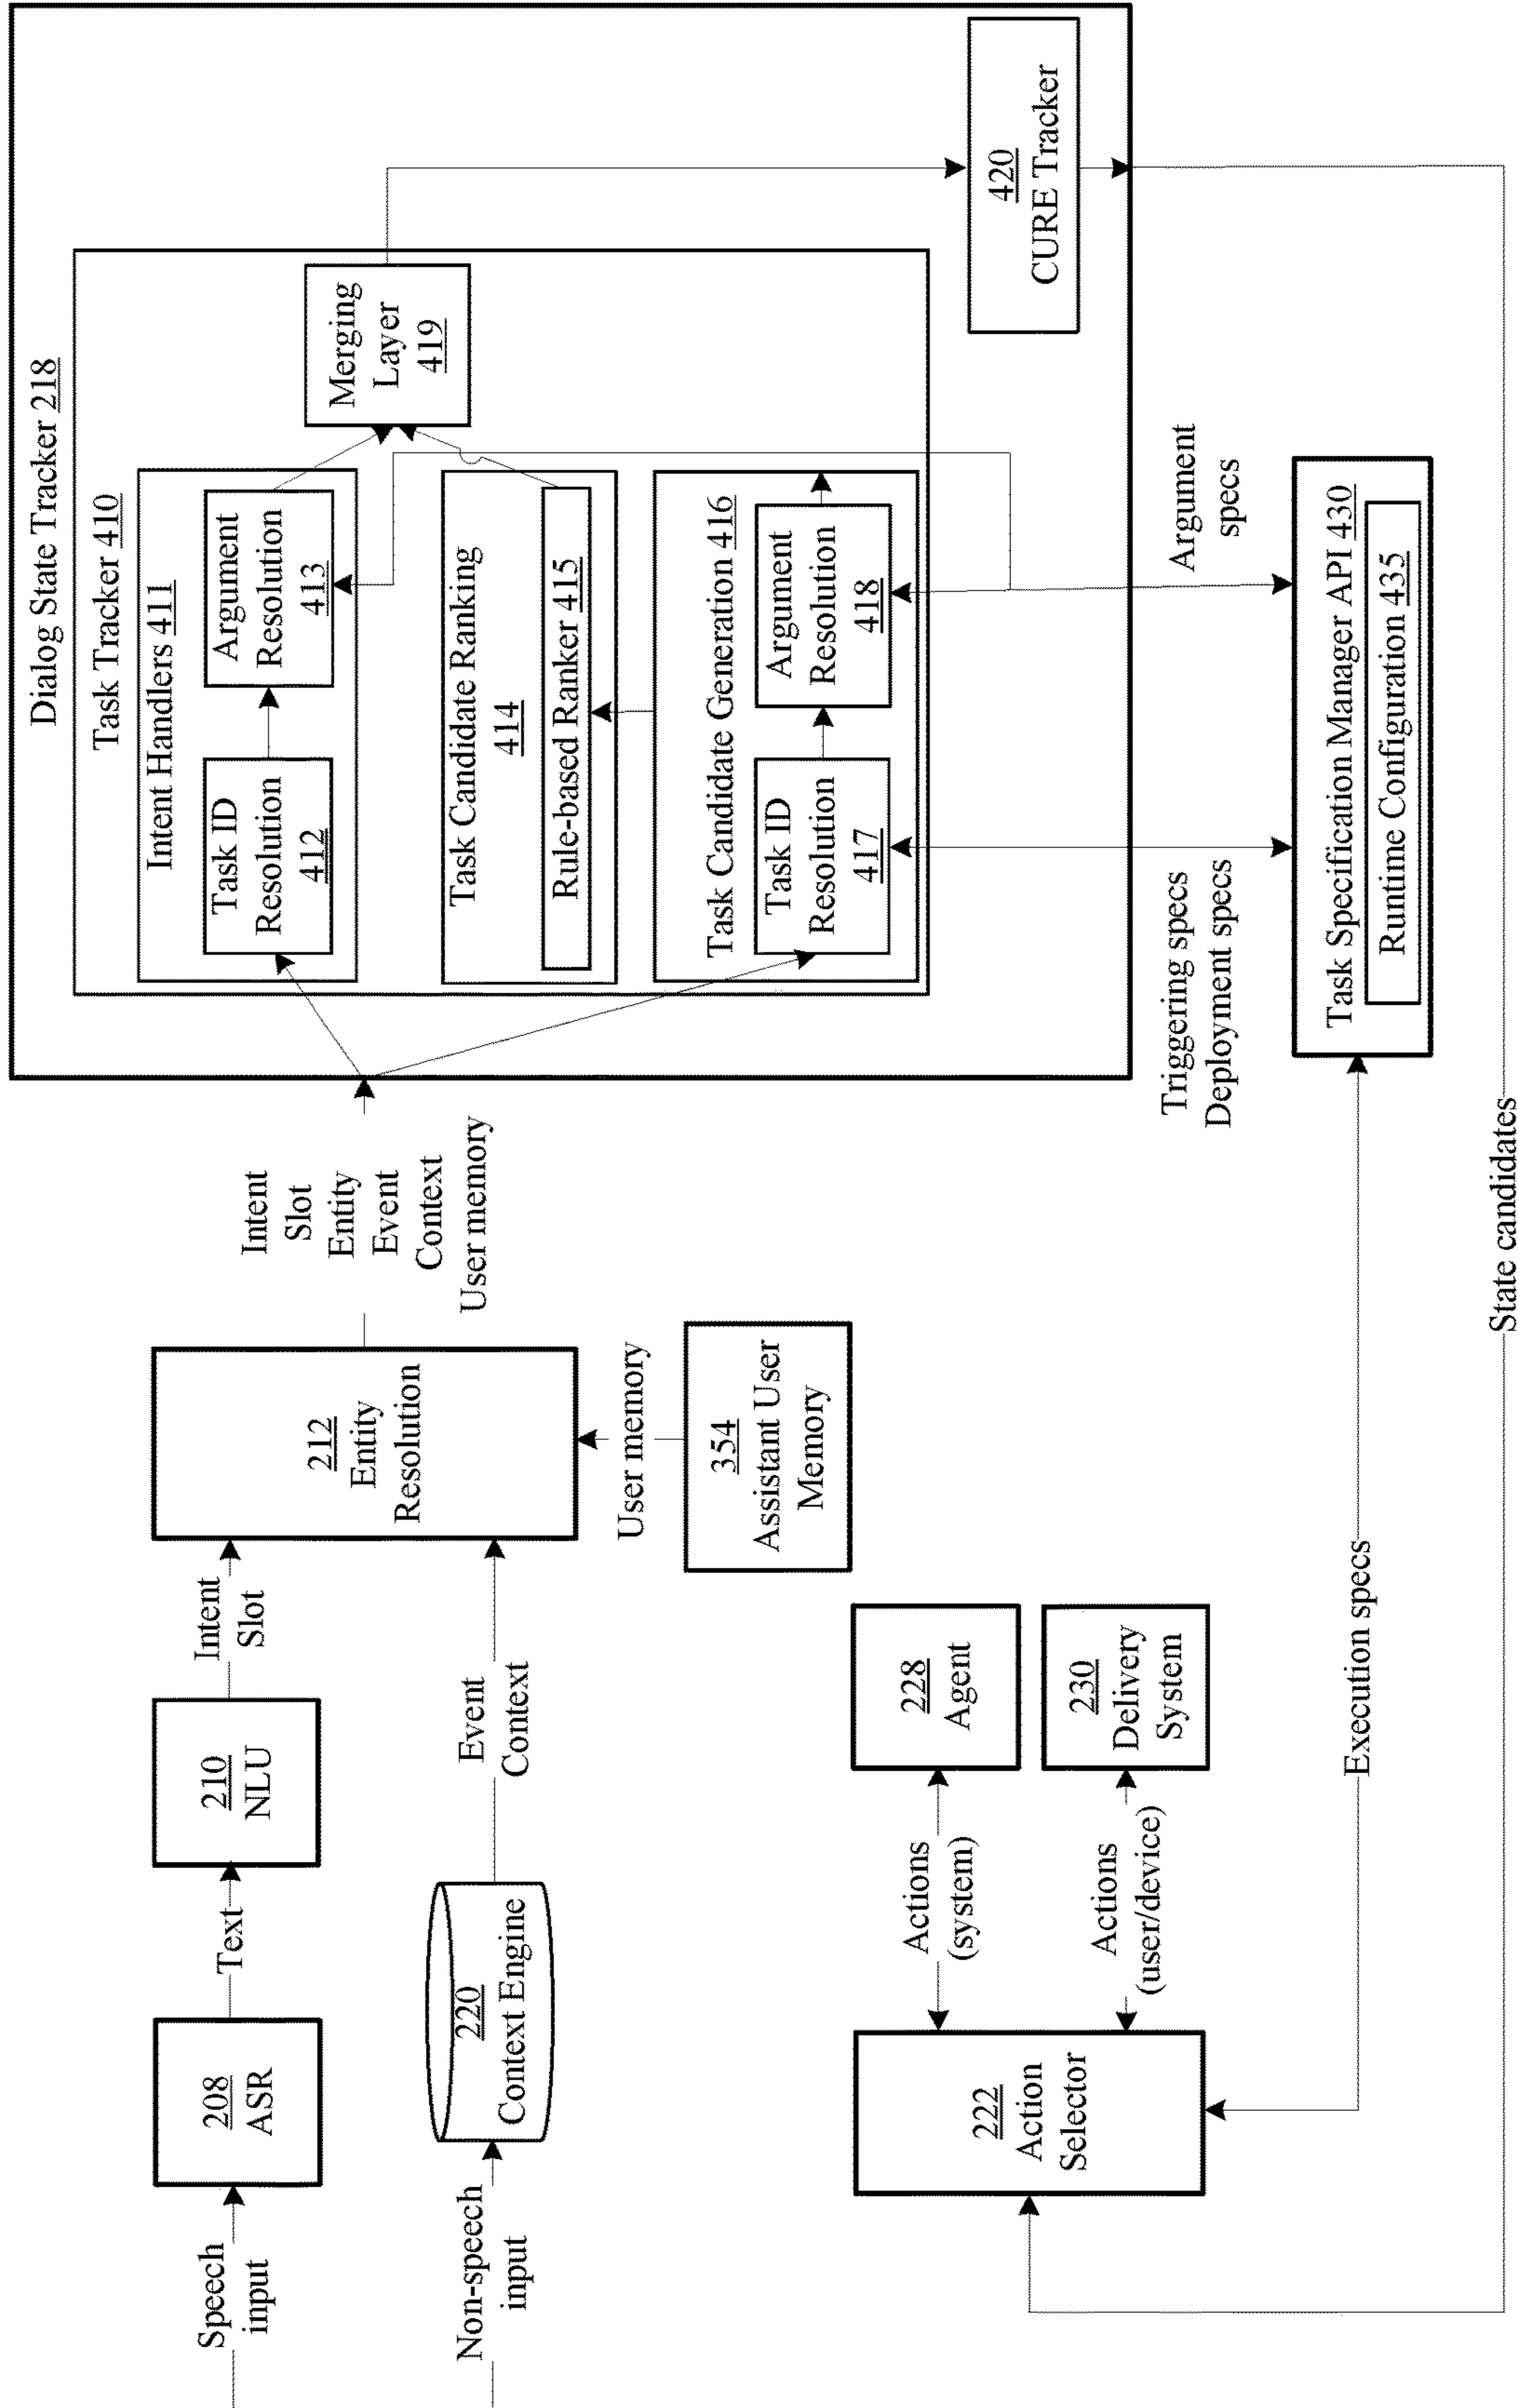 Speech
input
208
ASR
Text
210
NLU
Intent
Slot
Non-speech
input
220
Context Engine
Event
Context
212
Entity
Resolution
User memory
354
Assistant User
Memory
Intent
Slot
Entity
Event
Context
User memory
Dialog State Tracker 218
Task Tracker 410
Intent Handlers 411
Task ID
Resolution
412
Argument
Resolution
413
Task Candidate Ranking
414
Rule-based Ranker 415
Task Candidate Generation 416
Task ID
Resolution
417
Argument
Resolution
418
Merging
Layer
419
420
CURE Tracker
Triggering specs
Deployment specs
Argument
specs
Task Specification Manager API 430
Runtime Configuration 435
222
Action
Selector
Actions
(system)
228
Agent
Actions
(user/device)
230
Delivery
System
Execution specs
State candidates